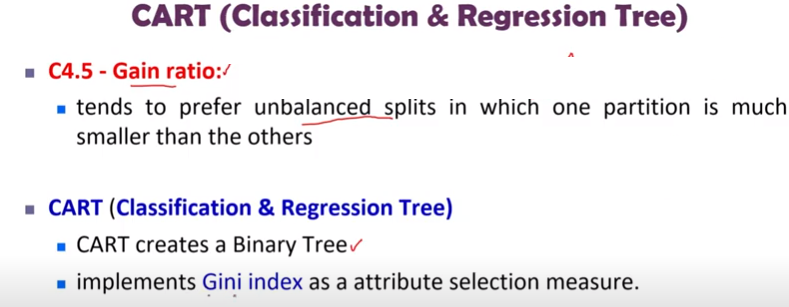 CART (Classification & Regression Tree)
C4.5 - Gain ratio:
tends to prefer unbalanced splits in which one partition is much
smaller than the others
CART (Classification & Regression Tree)
CART creates a Binary Tree
implements Gini index as a attribute selection measure.